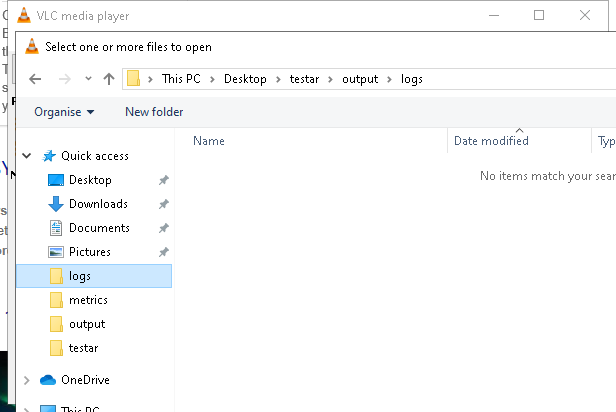 VLC media player
Select one or more files to open
This PC > Desktop > testar > output > logs
Organise New folder
Name Date modified Typ
No items match your sear
Quick access
Desktop
Downloads
Documents
Pictures
logs
metrics
output
testar
OneDrive
This PC